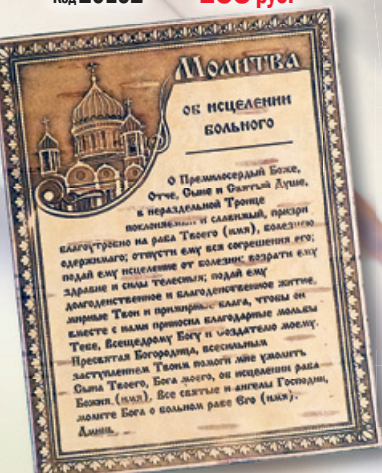 Молитва
об исцелении
больного
О Премилосердый Боже,
Отче, Сыне и Святый Душе,
в нераздельной Троице
поклоняемый и славимый, призри
благоутробно на раба Твоего (имя), болезнию
одержимаго; отпусти ему вся согрешения его;
подай ему исцеление от болезни; возврати ему
здравие и силы телесныя; подай ему
долгоденственное и благоденственное житие,
мирные Твои и примирные блага, чтобы он
вместе с нами приносил благодарные мольбы
Тебе, Всещедрому Богу и Создателю моему.
Пресвятая Богородица, всесильным
заступлением Твоим помоги мне умолить
Сына Твоего, Бога моего, об исцелении раба
Божия (имя). Все святые и ангелы Господни,
молите Бога о больном рабе Его (имя).
Аминь.